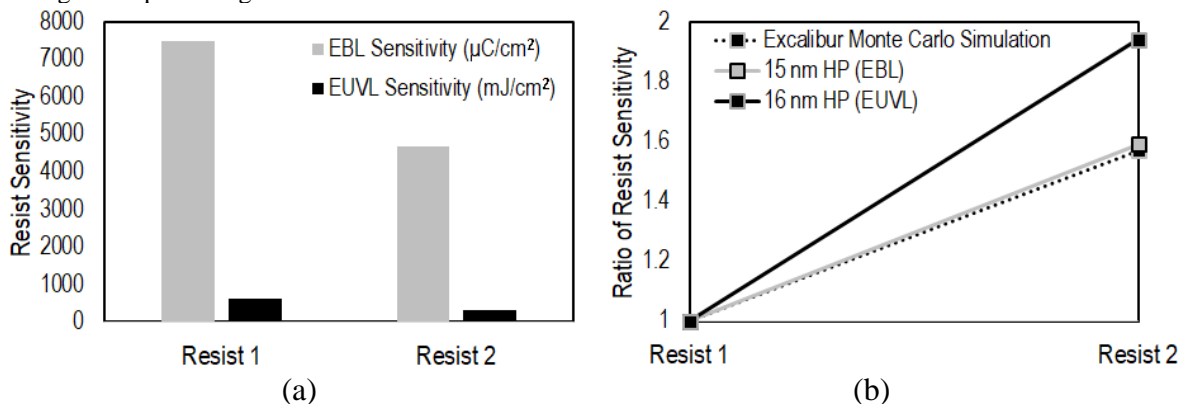 8000
7000
6000
5000
4000
3000
2000
1000
0
Resist Sensitivity
EBL Sensitivity (µC/cm²)
EUVL Sensitivity (mJ/cm²)
Resist 1
Resist 2
(a)
2
1.8
1.6
1.4
1.2
1
Ratio of Resist Sensitivity
Excalibur Monte Carlo Simulation
15 nm HP (EBL)
16 nm HP (EUVL)
Resist 1
Resist 2
(b)